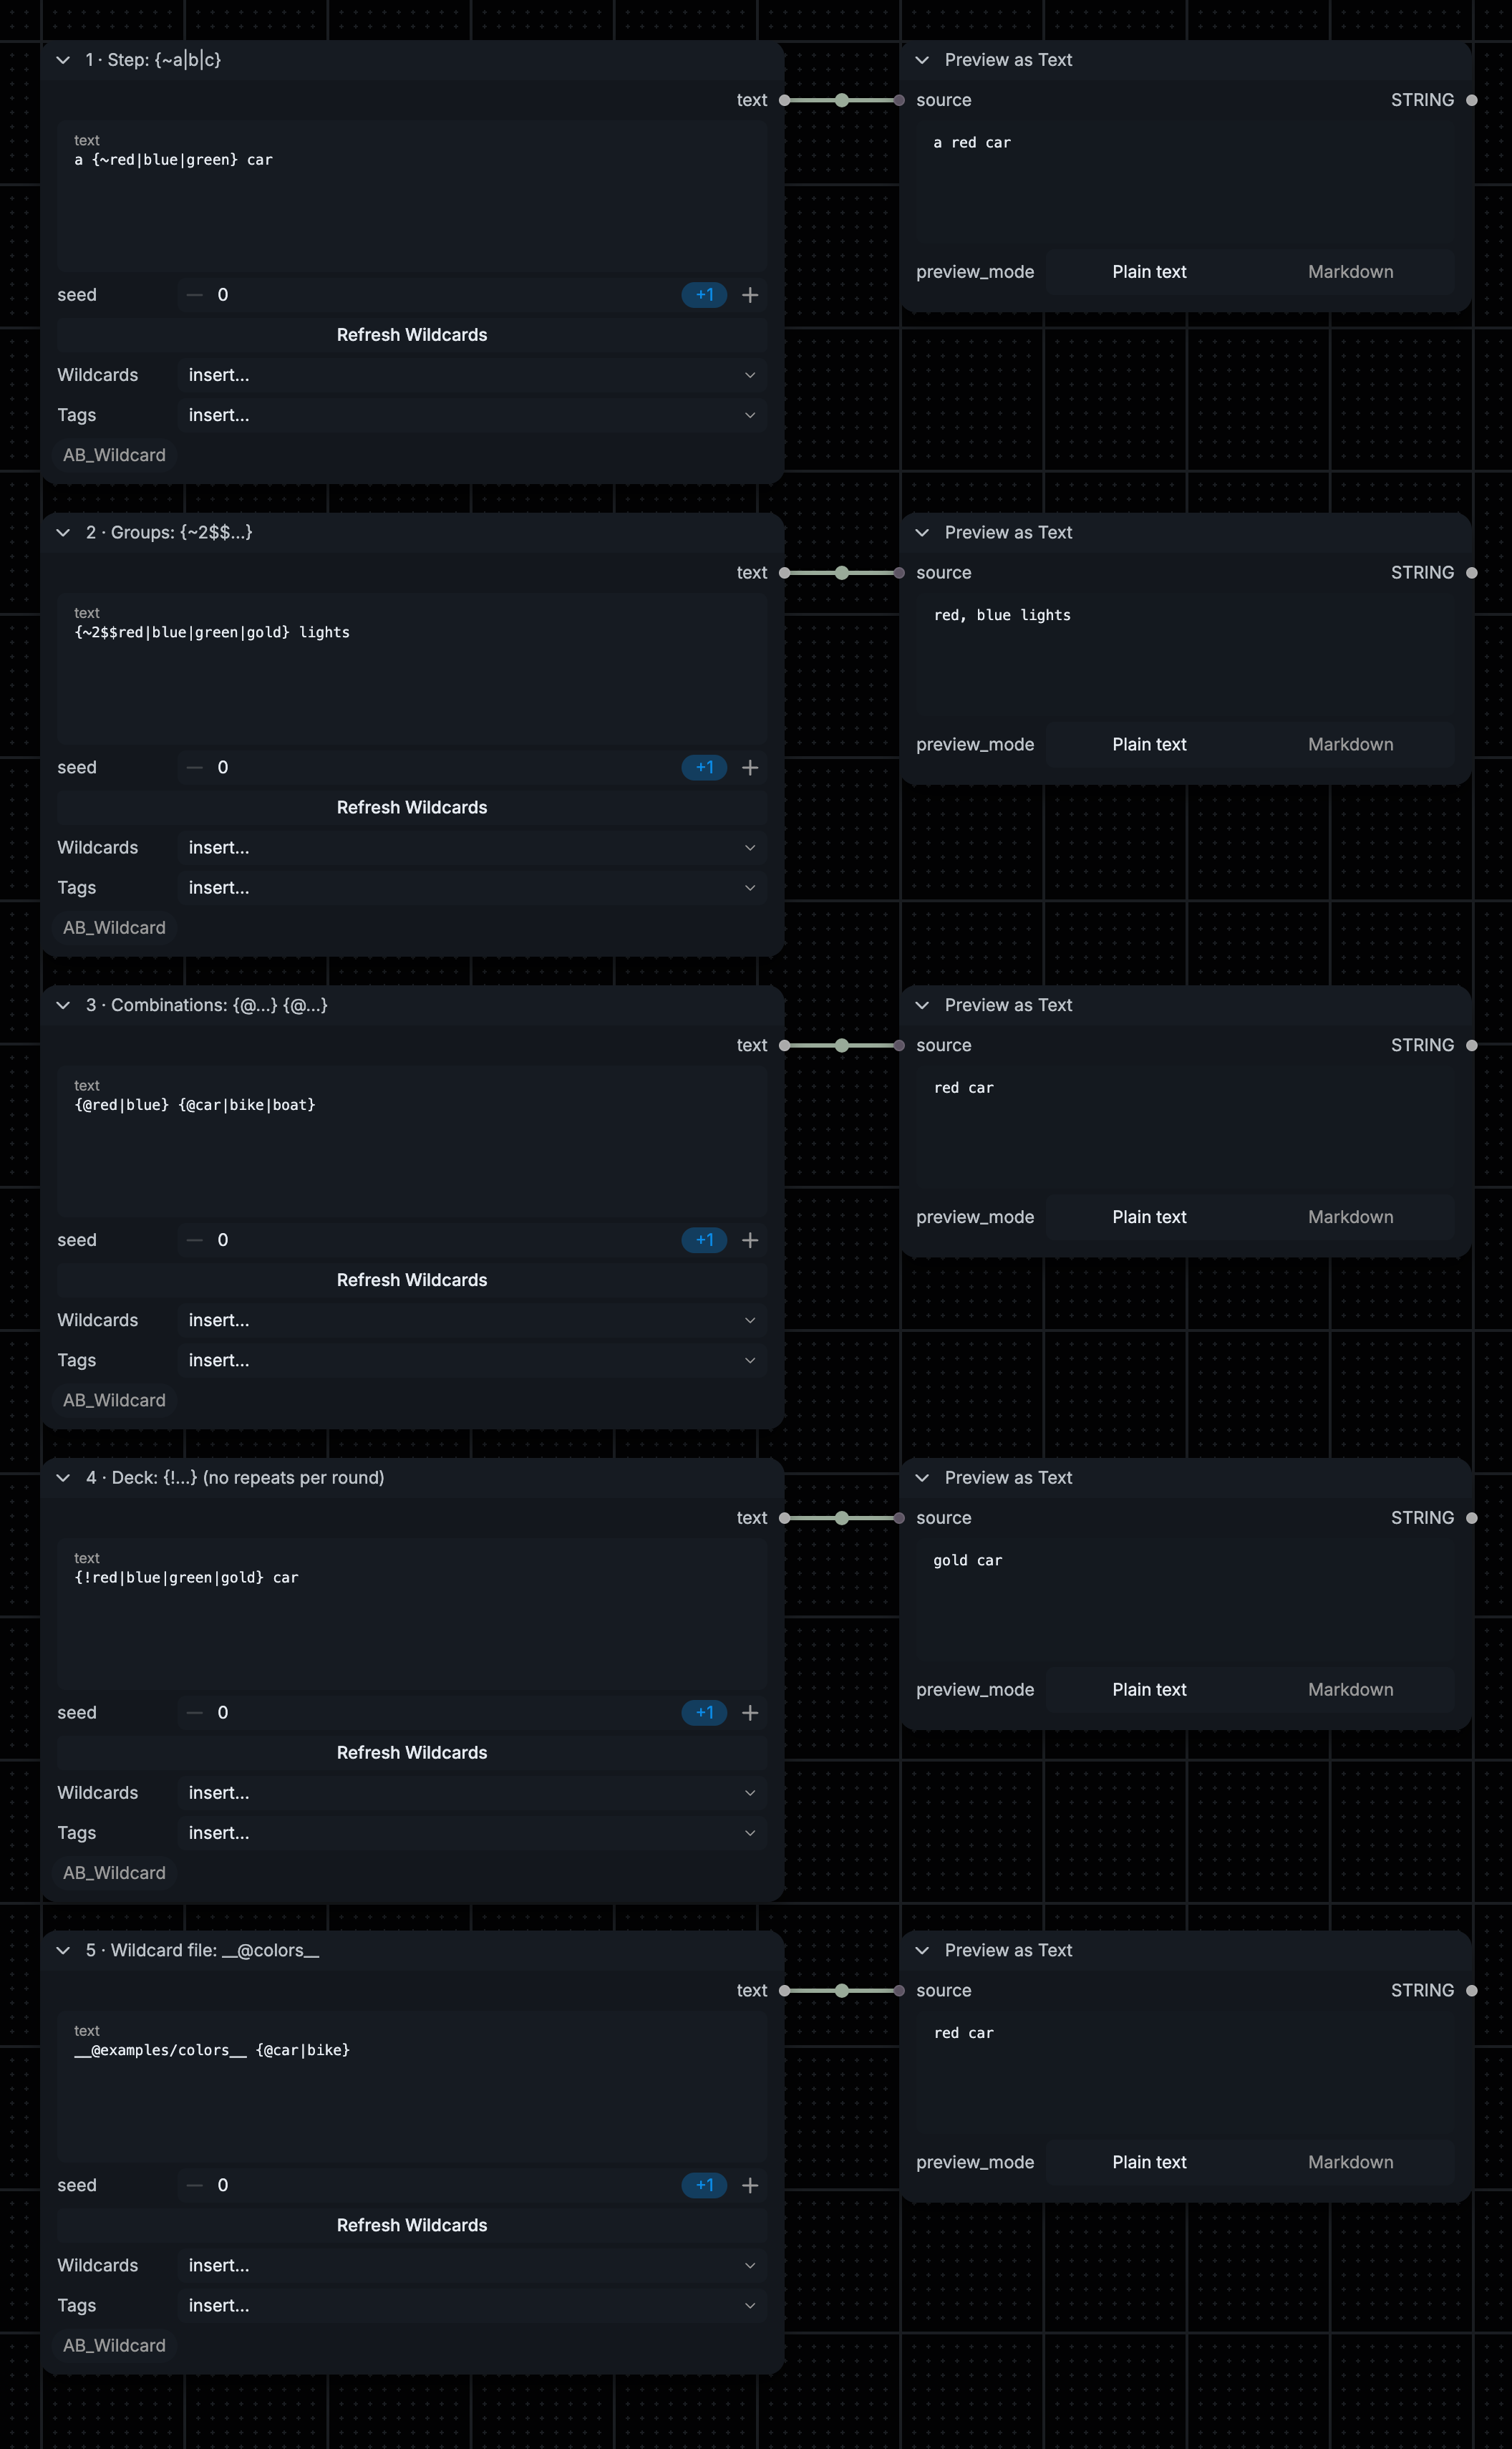 1 · Step: {~a|b|c}
text
text
a {~red|blue|green} car
seed 0 +1
Refresh Wildcards
Wildcards insert...
Tags insert...
AB_Wildcard
Preview as Text
source STRING
a red car
preview_mode Plain text Markdown
2 · Groups: {~2$$...}
text
text
{~2$$red|blue|green|gold} lights
seed 0 +1
Refresh Wildcards
Wildcards insert...
Tags insert...
AB_Wildcard
Preview as Text
source STRING
red, blue lights
preview_mode Plain text Markdown
3 · Combinations: {@...} {@...}
text
text
{@red|blue} {@car|bike|boat}
seed 0 +1
Refresh Wildcards
Wildcards insert...
Tags insert...
AB_Wildcard
Preview as Text
source STRING
red car
preview_mode Plain text Markdown
4 · Deck: {!...} (no repeats per round)
text
text
{!red|blue|green|gold} car
seed 0 +1
Refresh Wildcards
Wildcards insert...
Tags insert...
AB_Wildcard
Preview as Text
source STRING
gold car
preview_mode Plain text Markdown
5 · Wildcard file: __@colors__
text
text
__@examples/colors__ {@car|bike}
seed 0 +1
Refresh Wildcards
Wildcards insert...
Tags insert...
AB_Wildcard
Preview as Text
source STRING
red car
preview_mode Plain text Markdown